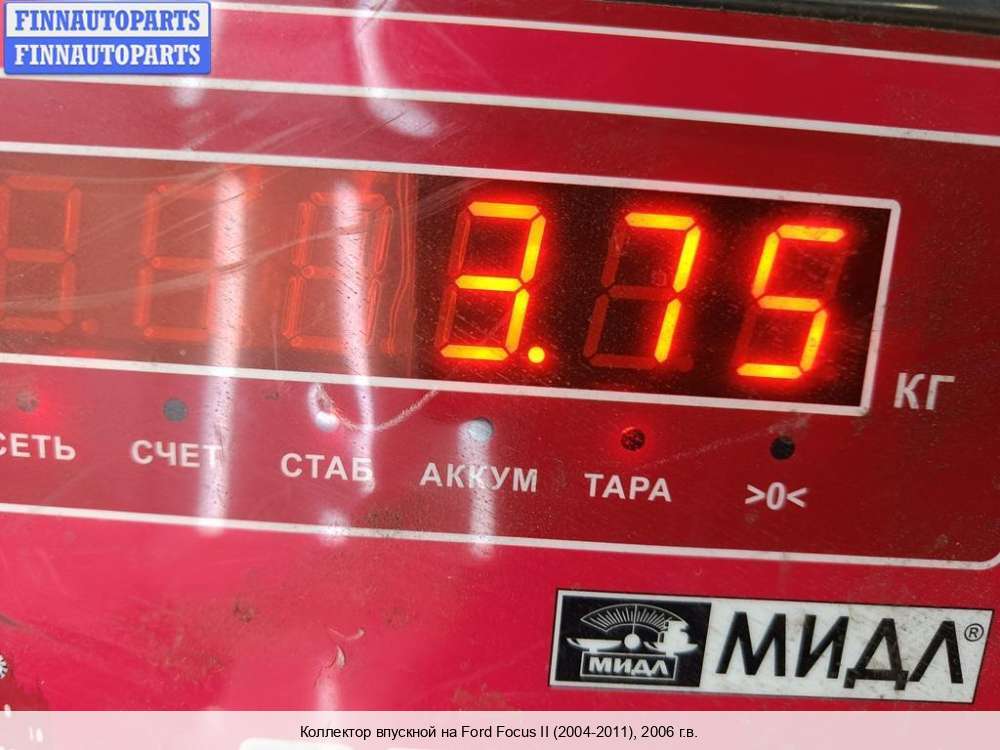 FINNAUTOPARTS
FINNAUTOPARTS
3.75
КГ
СЕТЬ
СЧЕТ
СТАБ
АККУМ
ТАРА
>0<
МИДЛ
МИДЛ®
Коллектор впускной на Ford Focus II (2004-2011), 2006 г.в.